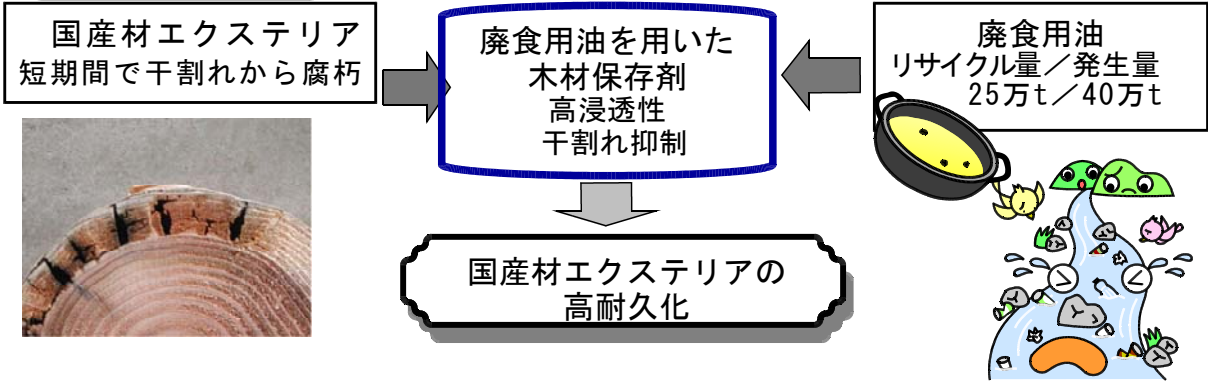 国産材エクステリア
短期間で干割れから腐朽
廃食用油を用いた
木材保存剤
高浸透性
干割れ抑制
廃食用油
リサイクル量／発生量
25万t／40万t
国産材エクステリアの
高耐久化